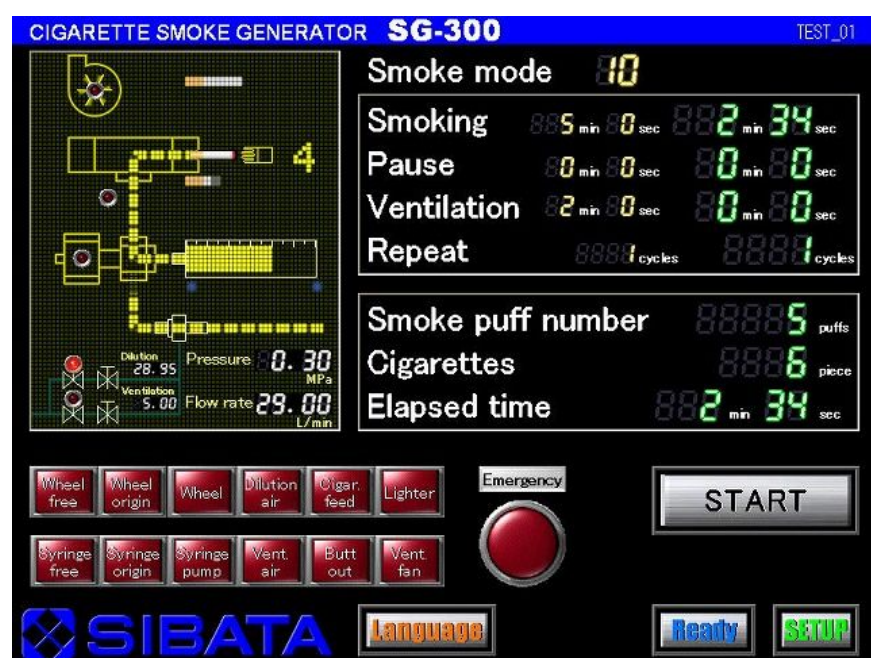 CIGARETTE SMOKE GENERATOR SG-300 TEST_01
Smoke mode 10
Smoking 5 min 0 sec 2 min 34 sec
Pause 0 min 0 sec 0 min 0 sec
Ventilation 2 min 0 sec 0 min 0 sec
Repeat 1 cycles 1 cycles
4
Smoke puff number 5 puffs
Cigarettes 6 piece
Elapsed time 2 min 34 sec
Dilution
28.95
Pressure 0.30
MPa
Ventilation
5.00
Flow rate 29.00
L/min
Wheel free
Wheel origin
Wheel
Dilution air
Cigar. feed
Lighter
Emergency
START
Syringe free
Syringe origin
Syringe pump
Vent. air
Butt out
Vent. fan
SIBATA
Language
Ready
SETUP